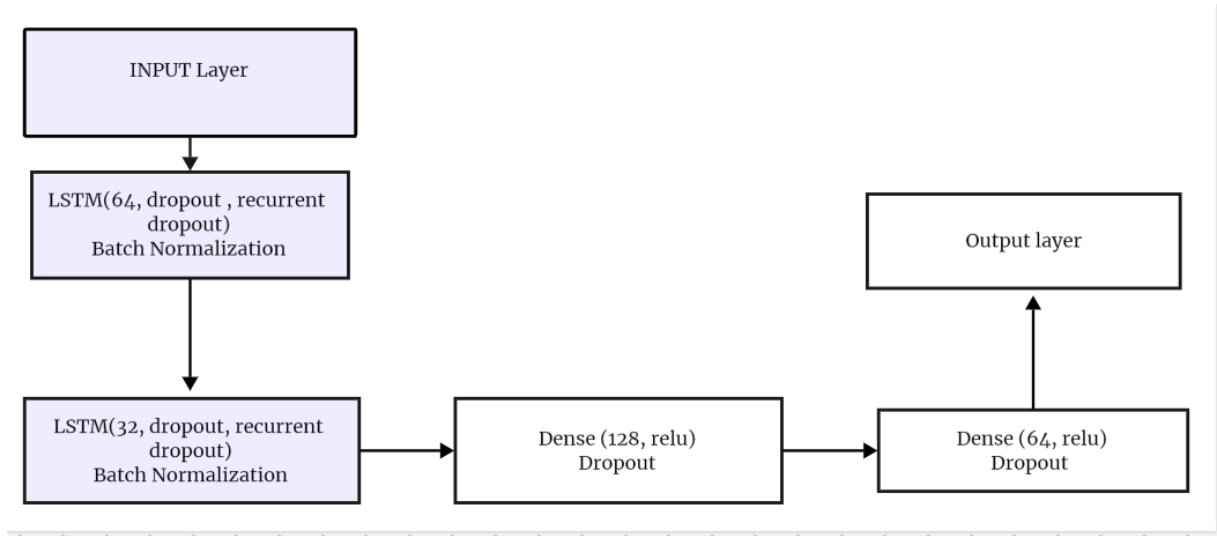 INPUT Layer
LSTM(64, dropout , recurrent
dropout)
Batch Normalization
LSTM(32, dropout, recurrent
dropout)
Batch Normalization
Dense (128, relu)
Dropout
Dense (64, relu)
Dropout
Output layer